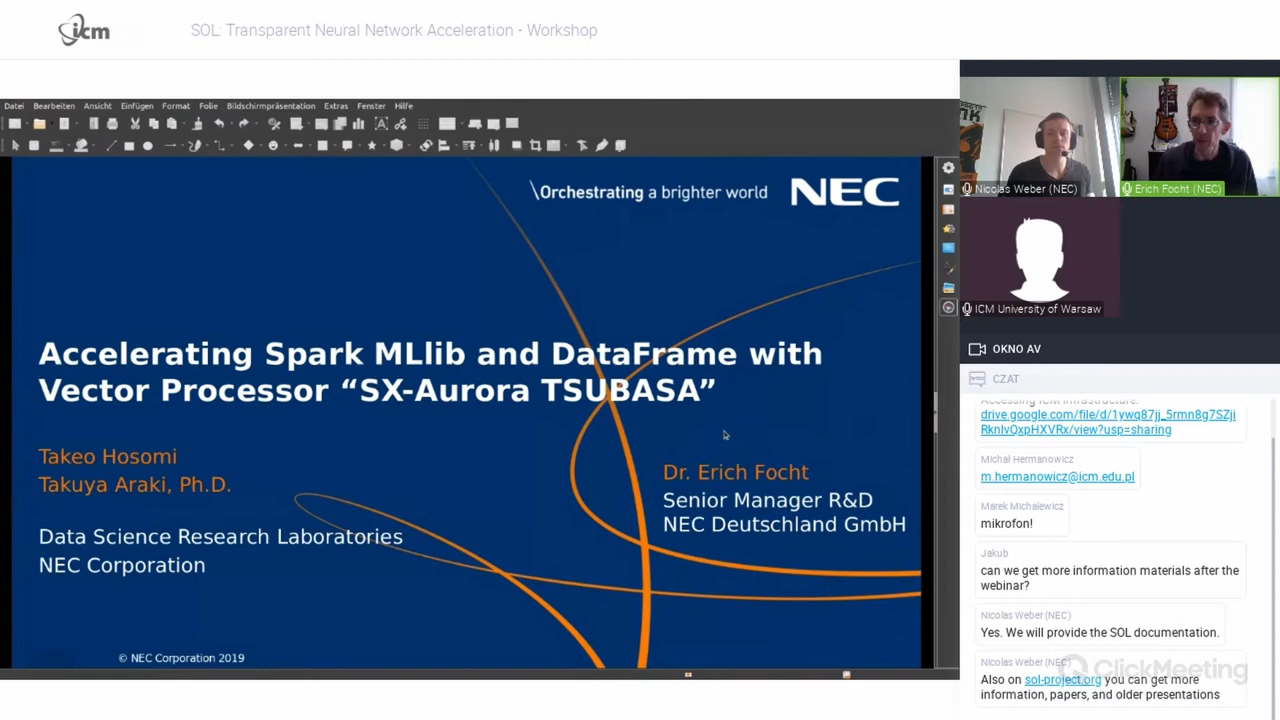 icm
SOL: Transparent Neural Network Acceleration - Workshop
Datei Bearbeiten Ansicht Einfügen Format Folie Bildschirmpräsentation Extras Fenster Hilfe
\Orchestrating a brighter world NEC
Accelerating Spark MLlib and DataFrame with
Vector Processor “SX-Aurora TSUBASA”
Takeo Hosomi
Takuya Araki, Ph.D.
Data Science Research Laboratories
NEC Corporation
Dr. Erich Focht
Senior Manager R&D
NEC Deutschland GmbH
© NEC Corporation 2019
Nicolas Weber (NEC)
Erich Focht (NEC)
ICM University of Warsaw
OKNO AV
CZAT
Accessing ICM infrastructure:
drive.google.com/file/d/1ywq87jj_5rmn8g7SZji
RknlvQxpHXVRx/view?usp=sharing
Michał Hermanowicz
m.hermanowicz@icm.edu.pl
Marek Michalewicz
mikrofon!
Jakub
can we get more information materials after the
webinar?
Nicolas Weber (NEC)
Yes. We will provide the SOL documentation.
Nicolas Weber (NEC)
Also on sol-project.org you can get more
information, papers, and older presentations
ClickMeeting